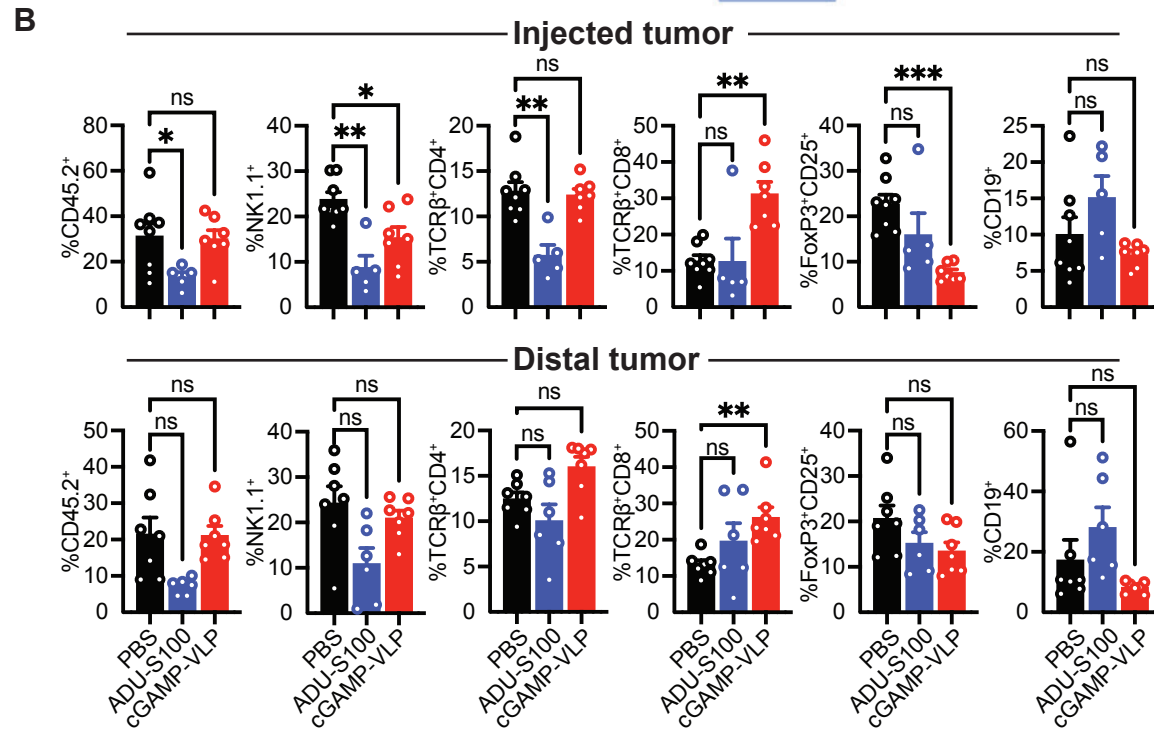 B
Injected tumor
%CD45.2⁺
80
60
40
20
0
*
ns
%NK1.1⁺
40
30
20
10
0
**
*
%TCRβ⁺CD4⁺
20
15
10
5
0
**
ns
%TCRβ⁺CD8⁺
50
40
30
20
10
0
ns
**
%FoxP3⁺CD25⁺
40
30
20
10
0
ns
***
%CD19⁺
25
20
15
10
5
0
ns
ns
Distal tumor
%CD45.2⁺
50
40
30
20
10
0
ns
ns
PBS
ADU-S100
cGAMP-VLP
%NK1.1⁺
40
30
20
10
0
ns
ns
PBS
ADU-S100
cGAMP-VLP
%TCRβ⁺CD4⁺
20
15
10
5
0
ns
ns
PBS
ADU-S100
cGAMP-VLP
%TCRβ⁺CD8⁺
50
40
30
20
10
0
ns
**
PBS
ADU-S100
cGAMP-VLP
%FoxP3⁺CD25⁺
40
30
20
10
0
ns
ns
PBS
ADU-S100
cGAMP-VLP
%CD19⁺
60
40
20
0
ns
ns
PBS
ADU-S100
cGAMP-VLP